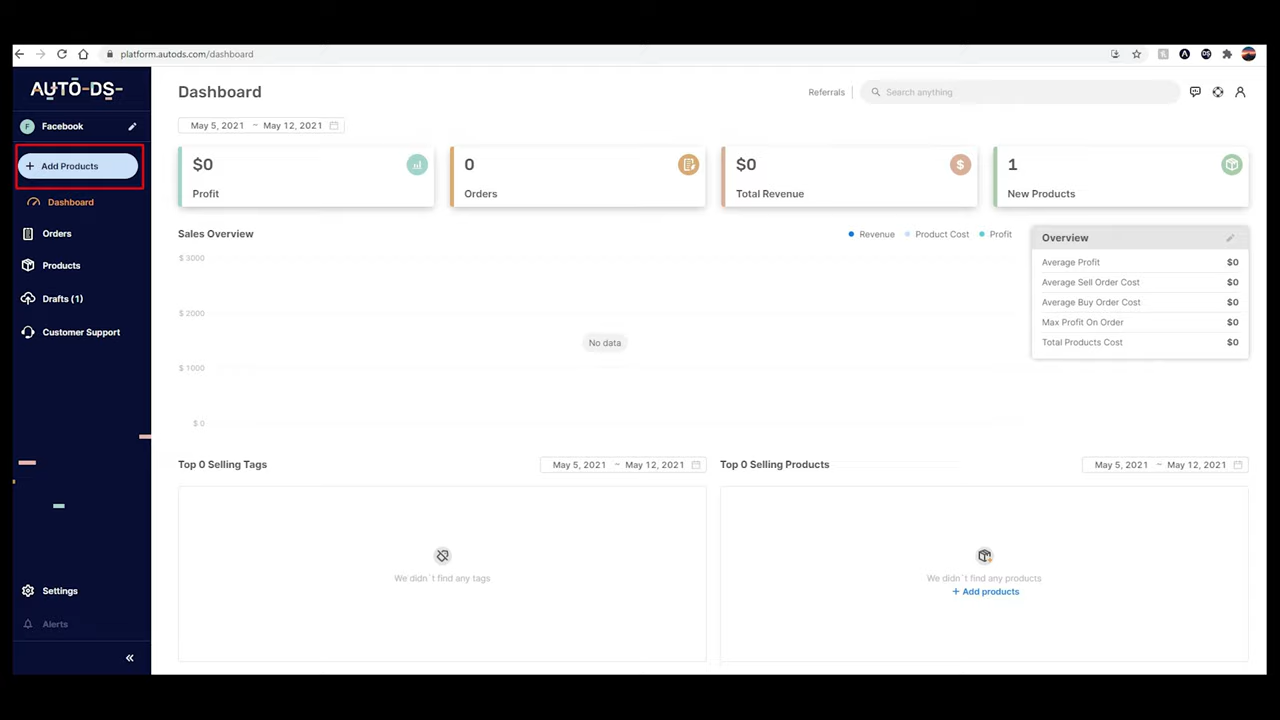 platform.autods.com/dashboard
AUTO-DS-
F Facebook
+ Add Products
Dashboard
Orders
Products
Drafts (1)
Customer Support
Settings
Alerts
Dashboard
Referrals
Search anything
May 5, 2021 ~ May 12, 2021
$0
Profit
0
Orders
$0
Total Revenue
$
1
New Products
Sales Overview
Revenue Product Cost Profit
$ 3000
$ 2000
No data
$ 1000
$ 0
Overview
Average Profit $0
Average Sell Order Cost $0
Average Buy Order Cost $0
Max Profit On Order $0
Total Products Cost $0
Top 0 Selling Tags
May 5, 2021 ~ May 12, 2021
We didn`t find any tags
Top 0 Selling Products
May 5, 2021 ~ May 12, 2021
We didn`t find any products
+ Add products